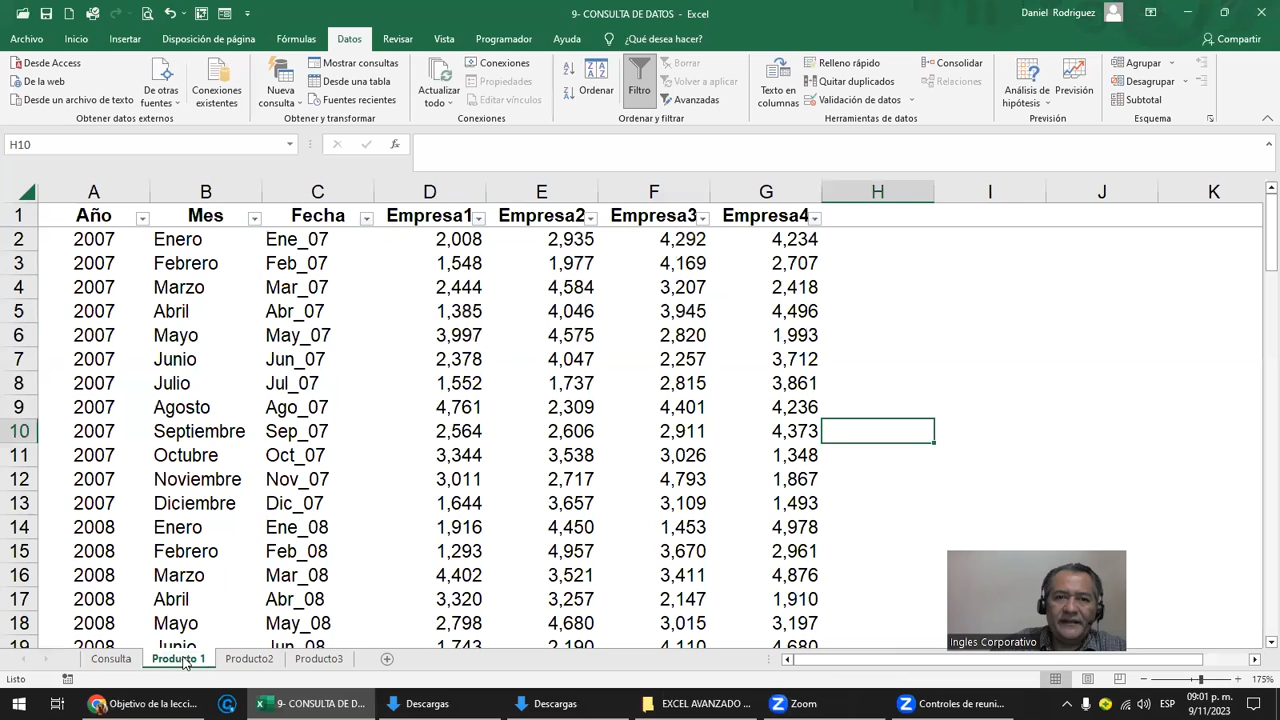 9- CONSULTA DE DATOS - Excel
Daniel Rodriguez
Archivo Inicio Insertar Disposición de página Fórmulas Datos Revisar Vista Programador Ayuda ¿Qué desea hacer? Compartir
Desde Access
De la web
Desde un archivo de texto
De otras fuentes
Conexiones existentes
Obtener datos externos
Nueva consulta
Mostrar consultas
Desde una tabla
Fuentes recientes
Obtener y transformar
Actualizar todo
Conexiones
Propiedades
Editar vínculos
Conexiones
Ordenar
Filtro
Borrar
Volver a aplicar
Avanzadas
Ordenar y filtrar
Texto en columnas
Relleno rápido
Quitar duplicados
Validación de datos
Consolidar
Relaciones
Herramientas de datos
Análisis de hipótesis
Previsión
Previsión
Agrupar
Desagrupar
Subtotal
Esquema
H10
fx
A B C D E F G H I J K
1 Año Mes Fecha Empresa1 Empresa2 Empresa3 Empresa4
2 2007 Enero Ene_07 2,008 2,935 4,292 4,234
3 2007 Febrero Feb_07 1,548 1,977 4,169 2,707
4 2007 Marzo Mar_07 2,444 4,584 3,207 2,418
5 2007 Abril Abr_07 1,385 4,046 3,945 4,496
6 2007 Mayo May_07 3,997 4,575 2,820 1,993
7 2007 Junio Jun_07 2,378 4,047 2,257 3,712
8 2007 Julio Jul_07 1,552 1,737 2,815 3,861
9 2007 Agosto Ago_07 4,761 2,309 4,401 4,236
10 2007 Septiembre Sep_07 2,564 2,606 2,911 4,373
11 2007 Octubre Oct_07 3,344 3,538 3,026 1,348
12 2007 Noviembre Nov_07 3,011 2,717 4,793 1,867
13 2007 Diciembre Dic_07 1,644 3,657 3,109 1,493
14 2008 Enero Ene_08 1,916 4,450 1,453 4,978
15 2008 Febrero Feb_08 1,293 4,957 3,670 2,961
16 2008 Marzo Mar_08 4,402 3,521 3,411 4,876
17 2008 Abril Abr_08 3,320 3,257 2,147 1,910
18 2008 Mayo May_08 2,798 4,680 3,015 3,197
19 2008 Junio Jun_08 1,743 2,190 4,110 4,680
Ingles Corporativo
Consulta Producto 1 Producto2 Producto3
Listo
175%
Objetivo de la lecci... 9- CONSULTA DE D... Descargas Descargas EXCEL AVANZADO ... Zoom Controles de reuni...
ESP
09:01 p. m.
9/11/2023